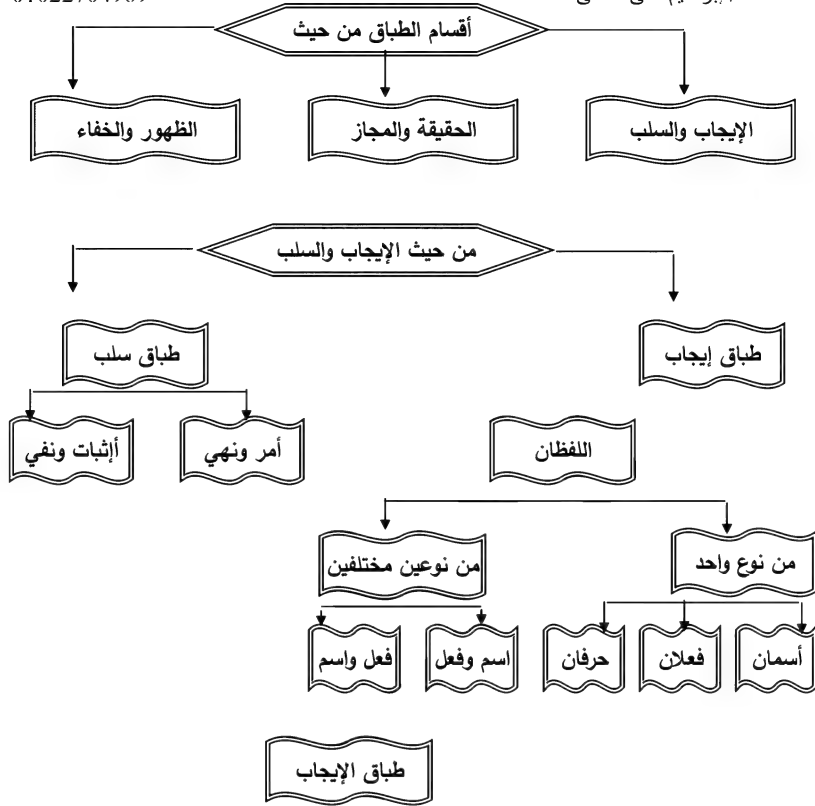 أقسام الطباق من حيث
الإيجاب والسلب
الحقيقة والمجاز
الظهور والخفاء
من حيث الإيجاب والسلب
طباق إيجاب
طباق سلب
أمر ونهي
أإثبات ونفي
اللفظان
من نوع واحد
من نوعين مختلفين
أسمان
فعلان
حرفان
اسم وفعل
فعل واسم
طباق الإيجاب